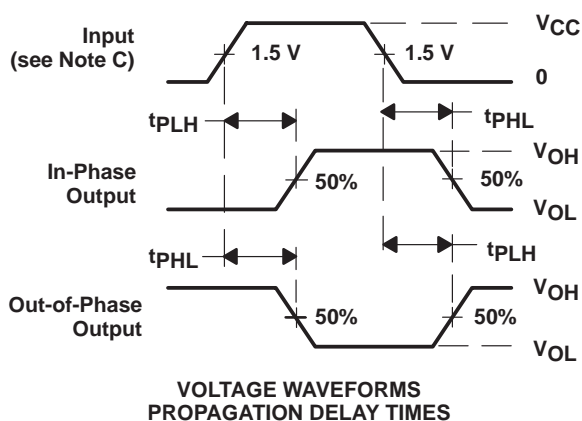 Input
(see Note C)
1.5 V
1.5 V
VCC
0
tPLH
tPHL
In-Phase
Output
50%
50%
VOH
VOL
tPHL
tPLH
Out-of-Phase
Output
50%
50%
VOH
VOL
VOLTAGE WAVEFORMS
PROPAGATION DELAY TIMES